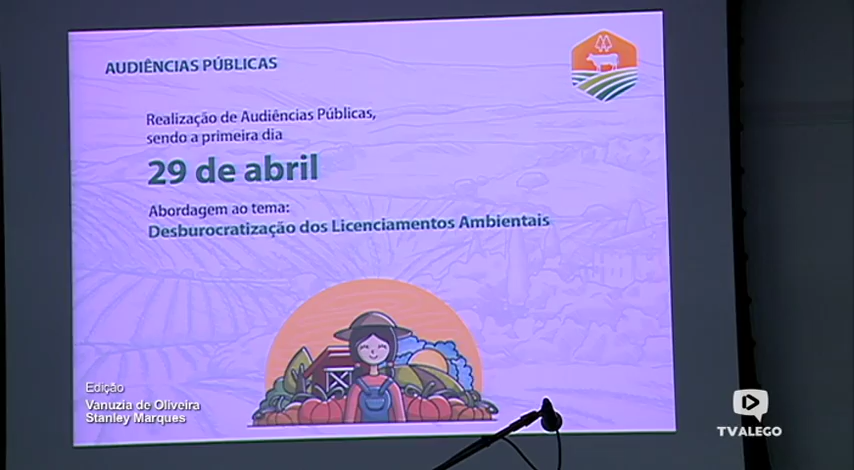 AUDIÊNCIAS PÚBLICAS
Realização de Audiências Públicas,
sendo a primeira dia
29 de abril
Abordagem ao tema:
Desburocratização dos Licenciamentos Ambientais
Edição
Vanuzia de Oliveira
Stanley Marques
TVALEGO